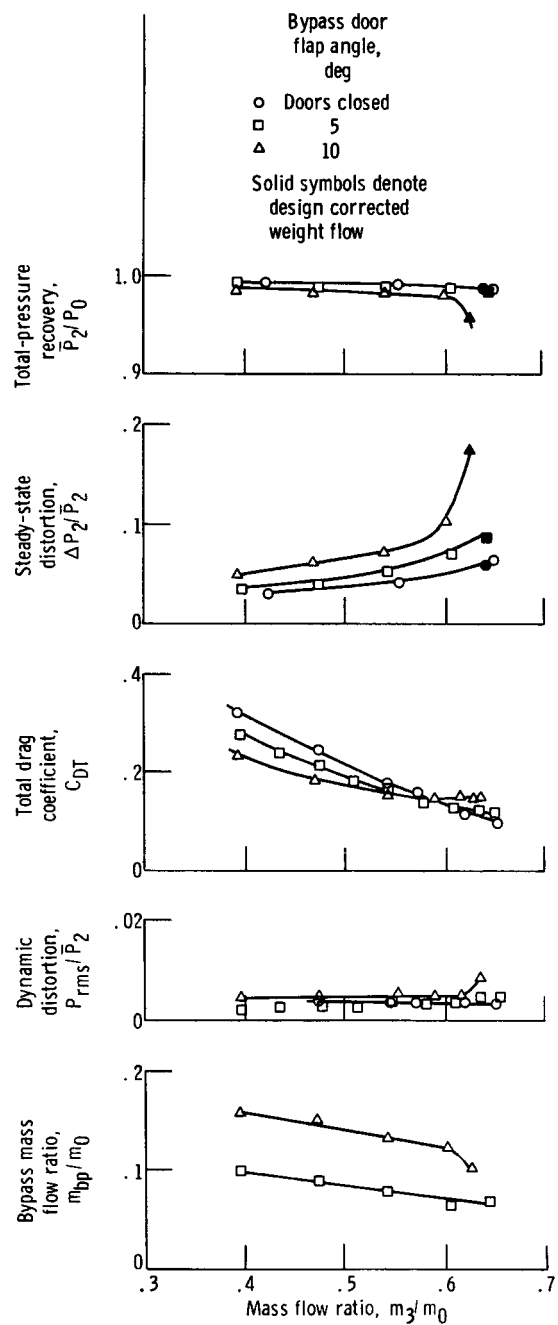 Bypass door
flap angle,
deg
Doors closed
5
10
Solid symbols denote
design corrected
weight flow
Total-pressure
recovery,
P̅2/P0
1.0
.9
Steady-state
distortion,
ΔP2/P̅2
.2
.1
0
Total drag
coefficient,
CDT
.4
.2
0
Dynamic
distortion,
Prms/P̅2
.02
0
Bypass mass
flow ratio,
mbp/m0
.2
.1
0
.3 .4 .5 .6 .7
Mass flow ratio, m3/m0